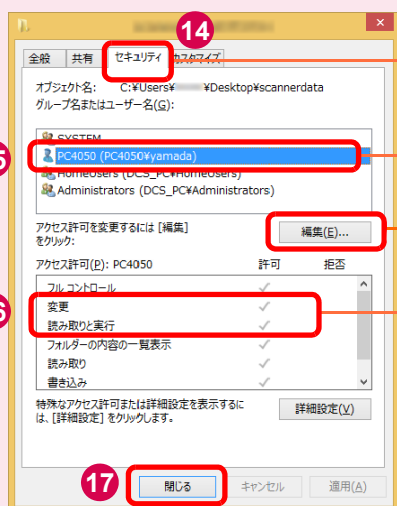 14
全般 共有 セキュリティ カスタマイズ
オブジェクト名: C:¥Users¥ ¥Desktop¥scannerdata
グループ名またはユーザー名(G):
SYSTEM
PC4050 (PC4050¥yamada)
HomeUsers (DCS_PC¥HomeUsers)
Administrators (DCS_PC¥Administrators)
アクセス許可を変更するには [編集]
をクリック:
編集(E)...
アクセス許可(P): PC4050 許可 拒否
フル コントロール
変更
読み取りと実行
フォルダーの内容の一覧表示
読み取り
書き込み
特殊なアクセス許可または詳細設定を表示するに
は、[詳細設定] をクリックします。
詳細設定(V)
17
閉じる キャンセル 適用(A)